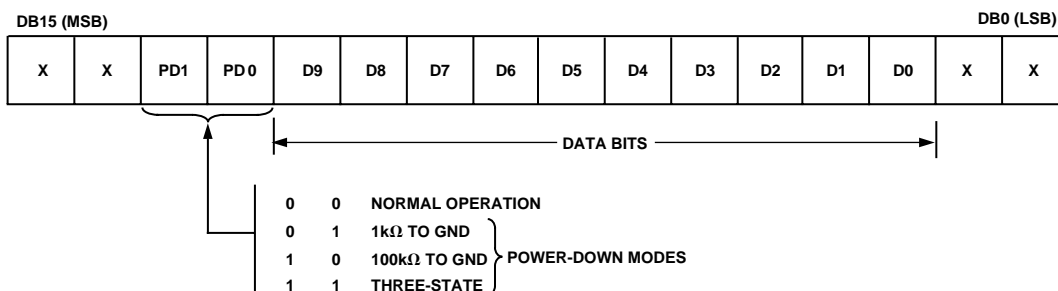 DB15 (MSB) DB0 (LSB)
X X PD1 PD0 D9 D8 D7 D6 D5 D4 D3 D2 D1 D0 X X
DATA BITS
0 0 NORMAL OPERATION
0 1 1kΩ TO GND
1 0 100kΩ TO GND POWER-DOWN MODES
1 1 THREE-STATE